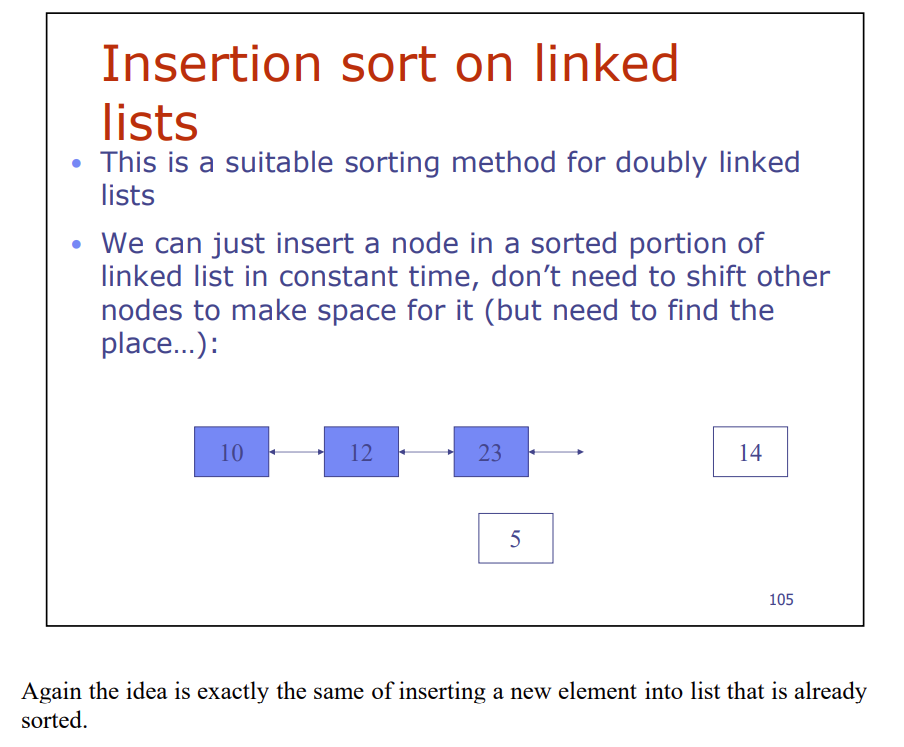 Insertion sort on linked
lists
• This is a suitable sorting method for doubly linked
lists
• We can just insert a node in a sorted portion of
linked list in constant time, don’t need to shift other
nodes to make space for it (but need to find the
place…):
10 12 23 14
5
105
Again the idea is exactly the same of inserting a new element into list that is already
sorted.